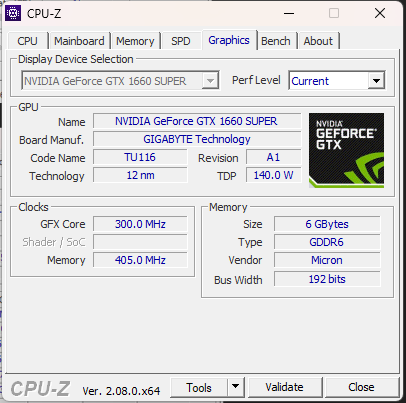 CPU-Z
CPU Mainboard Memory SPD Graphics Bench About
Display Device Selection
NVIDIA GeForce GTX 1660 SUPER Perf Level Current
GPU
Name NVIDIA GeForce GTX 1660 SUPER
Board Manuf. GIGABYTE Technology
Code Name TU116 Revision A1
Technology 12 nm TDP 140.0 W
NVIDIA
GEFORCE
GTX
Clocks
GFX Core 300.0 MHz
Shader / SoC
Memory 405.0 MHz
Memory
Size 6 GBytes
Type GDDR6
Vendor Micron
Bus Width 192 bits
CPU-Z Ver. 2.08.0.x64 Tools Validate Close